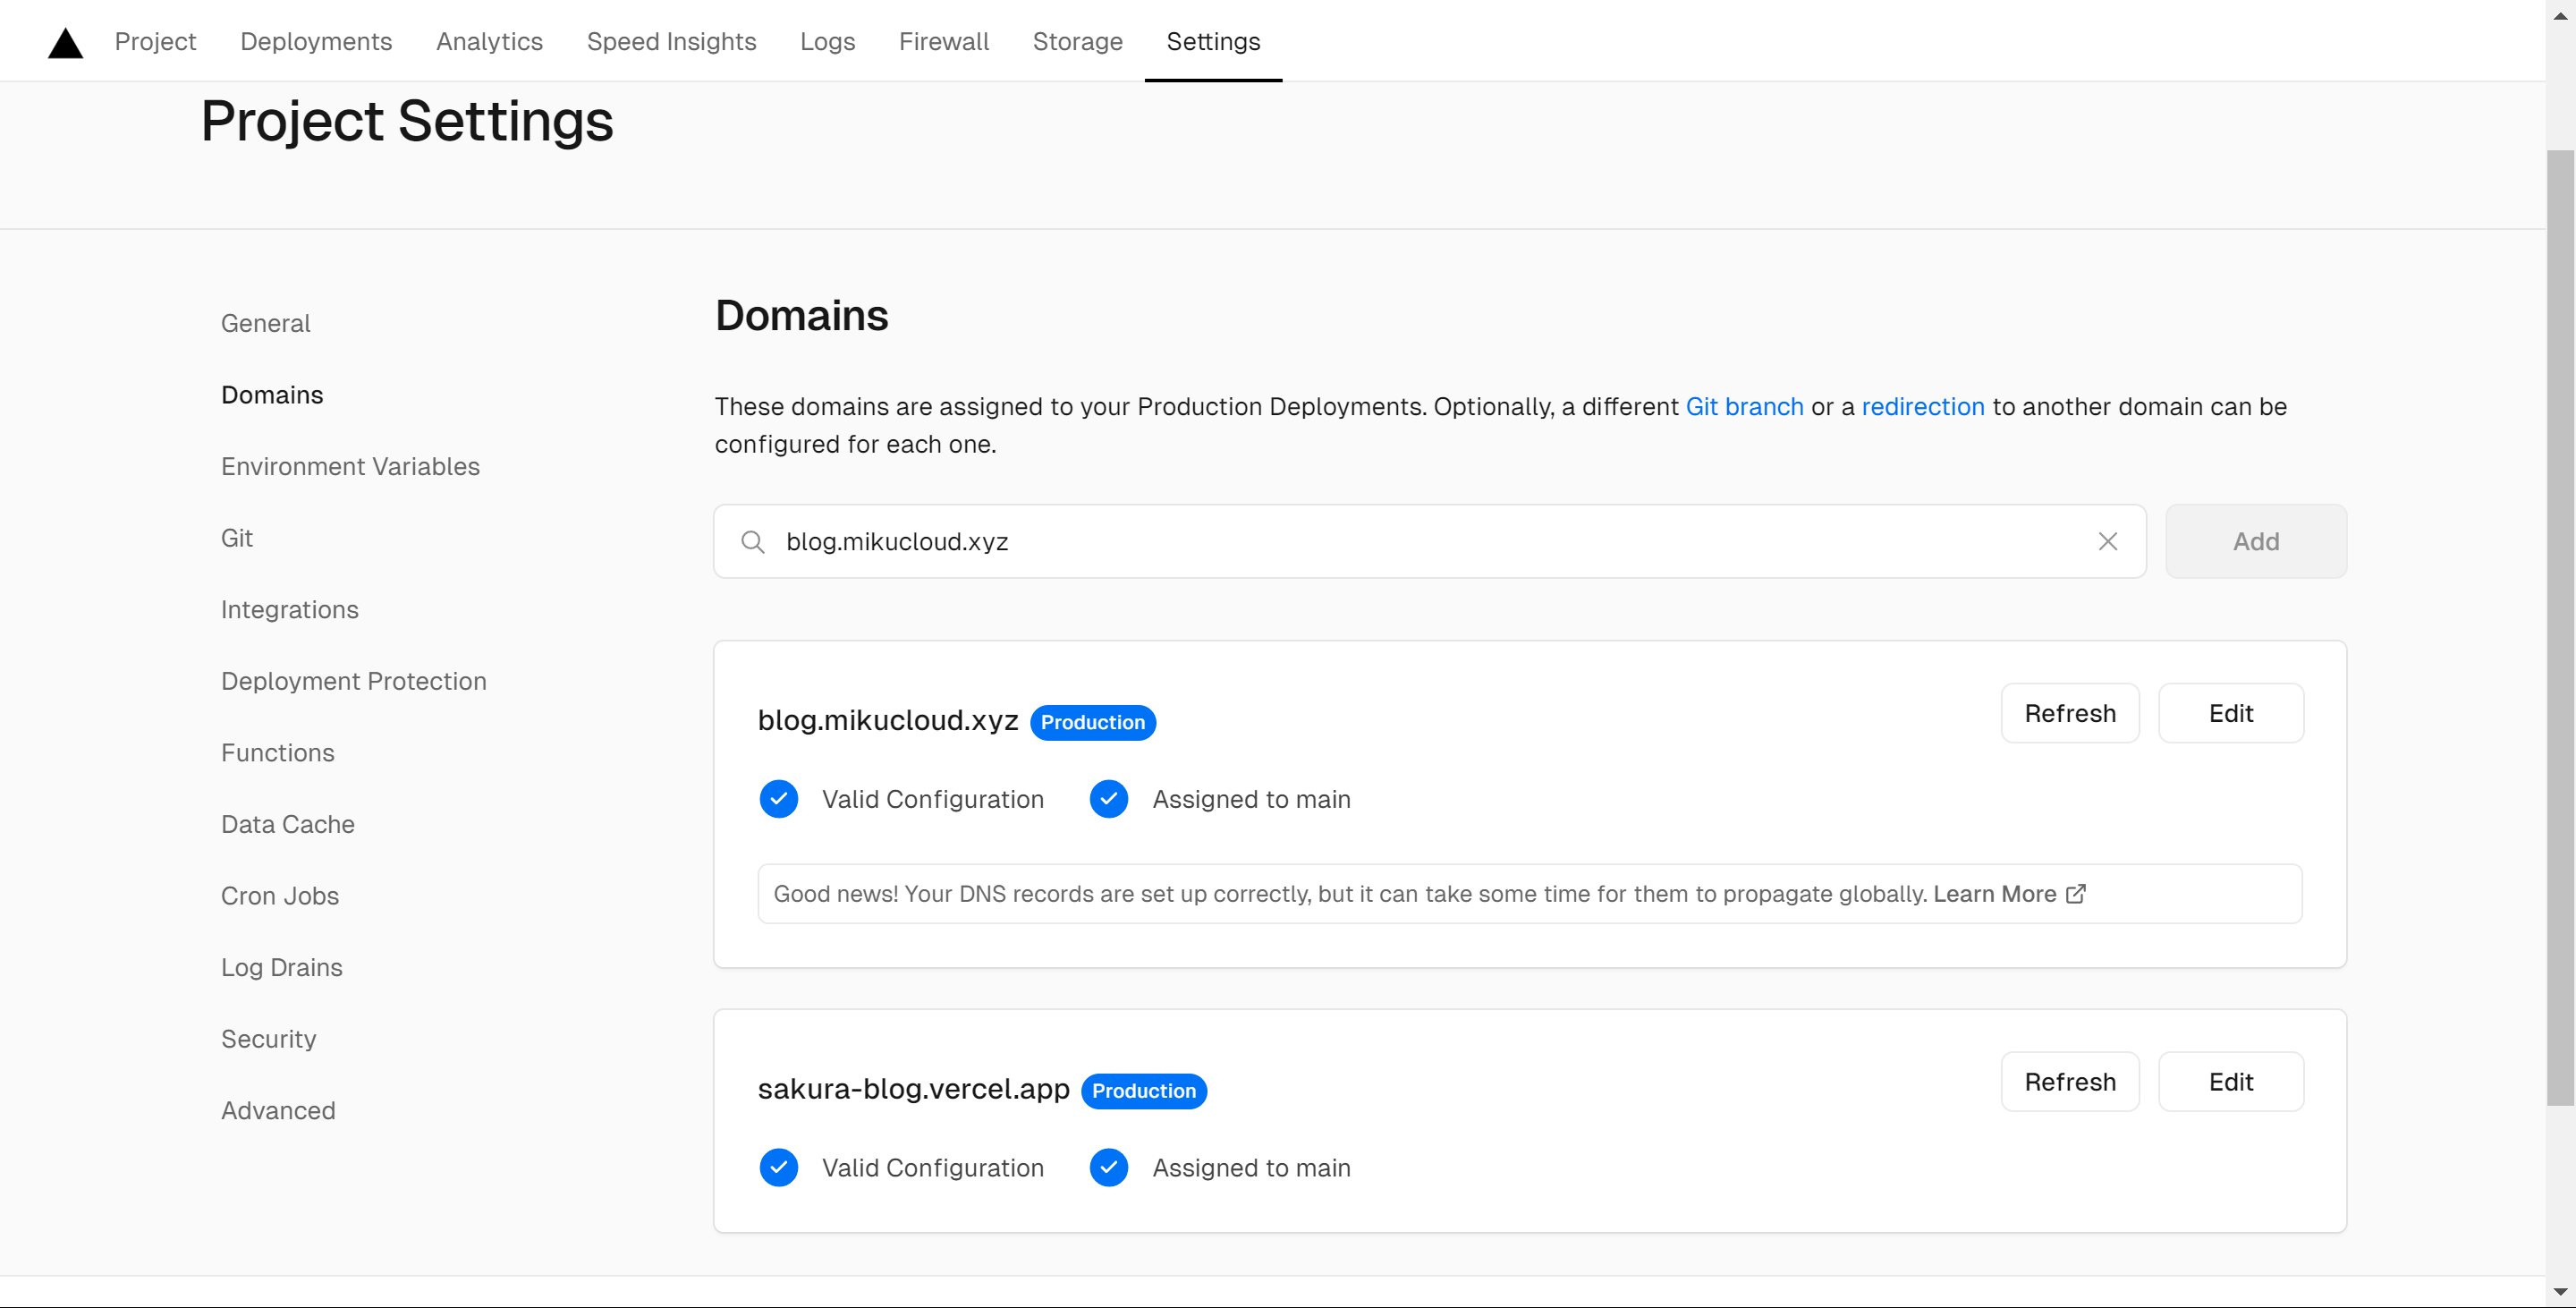 Project Deployments Analytics Speed Insights Logs Firewall Storage Settings
Project Settings
General
Domains
Environment Variables
Git
Integrations
Deployment Protection
Functions
Data Cache
Cron Jobs
Log Drains
Security
Advanced
Domains
These domains are assigned to your Production Deployments. Optionally, a different Git branch or a redirection to another domain can be
configured for each one.
blog.mikucloud.xyz Add
blog.mikucloud.xyz Production Refresh Edit
Valid Configuration Assigned to main
Good news! Your DNS records are set up correctly, but it can take some time for them to propagate globally. Learn More
sakura-blog.vercel.app Production Refresh Edit
Valid Configuration Assigned to main